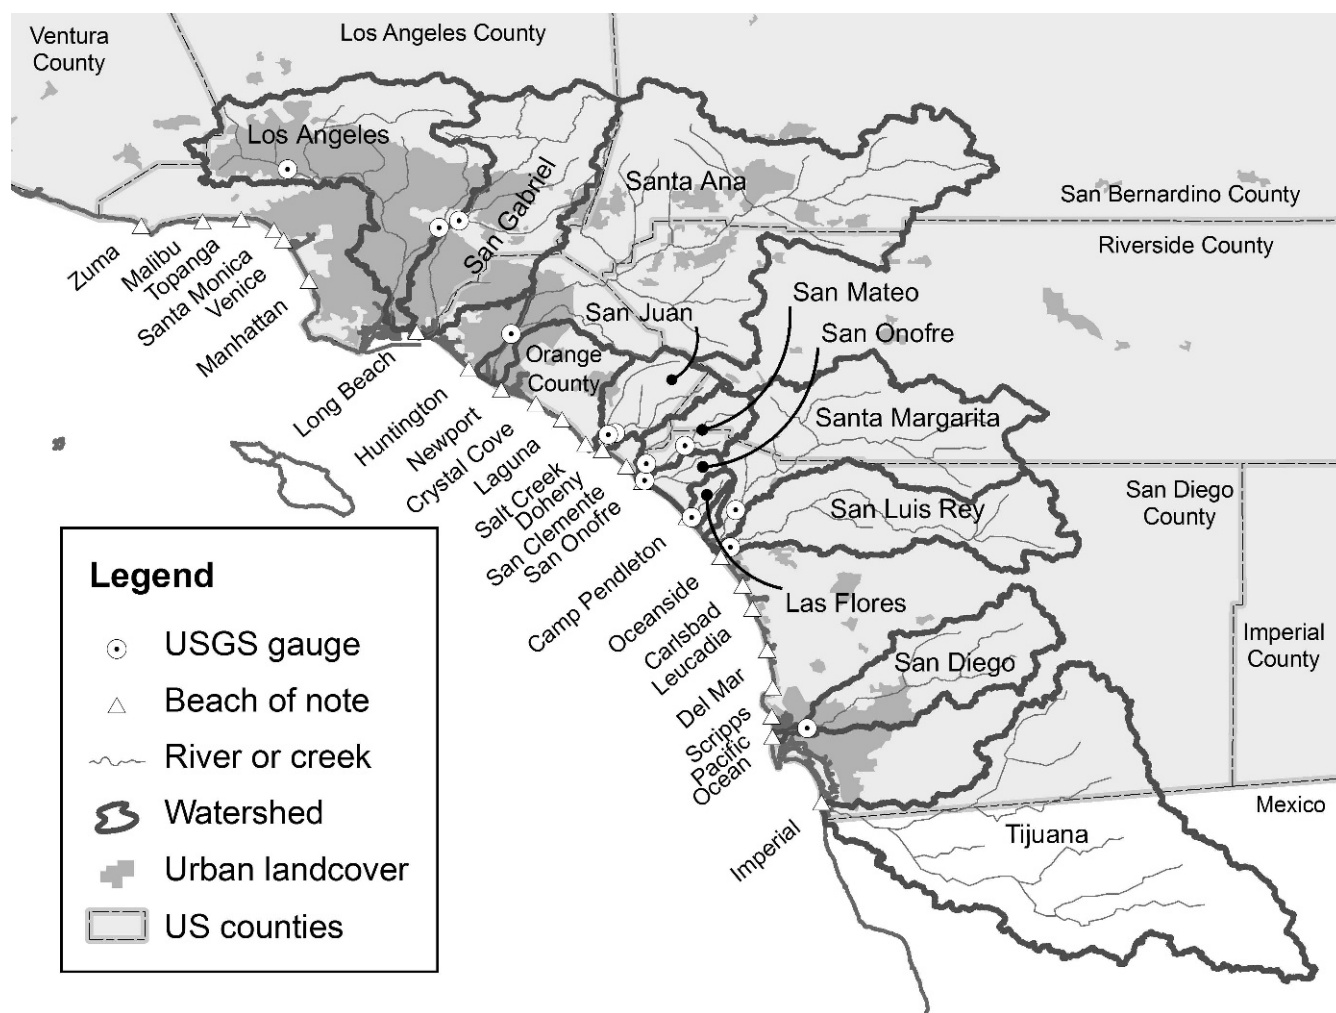 Ventura
County
Los Angeles County
Los Angeles
San Gabriel
Santa Ana
San Bernardino County
Riverside County
San Mateo
San Juan
San Onofre
Orange
County
Santa Margarita
San Luis Rey
San Diego
County
Las Flores
Imperial
County
San Diego
Mexico
Tijuana
Zuma
Malibu
Topanga
Santa Monica
Venice
Manhattan
Long Beach
Huntington
Newport
Crystal Cove
Laguna
Salt Creek
Doheny
San Clemente
San Onofre
Camp Pendleton
Oceanside
Carlsbad
Leucadia
Del Mar
Scripps
Pacific
Ocean
Imperial
Legend
USGS gauge
Beach of note
River or creek
Watershed
Urban landcover
US counties